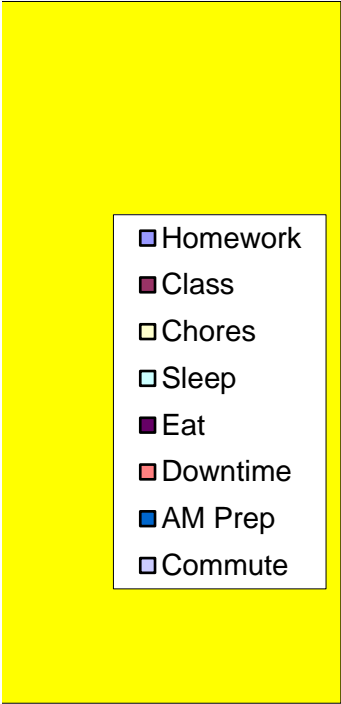 Homework
Class
Chores
Sleep
Eat
Downtime
AM Prep
Commute